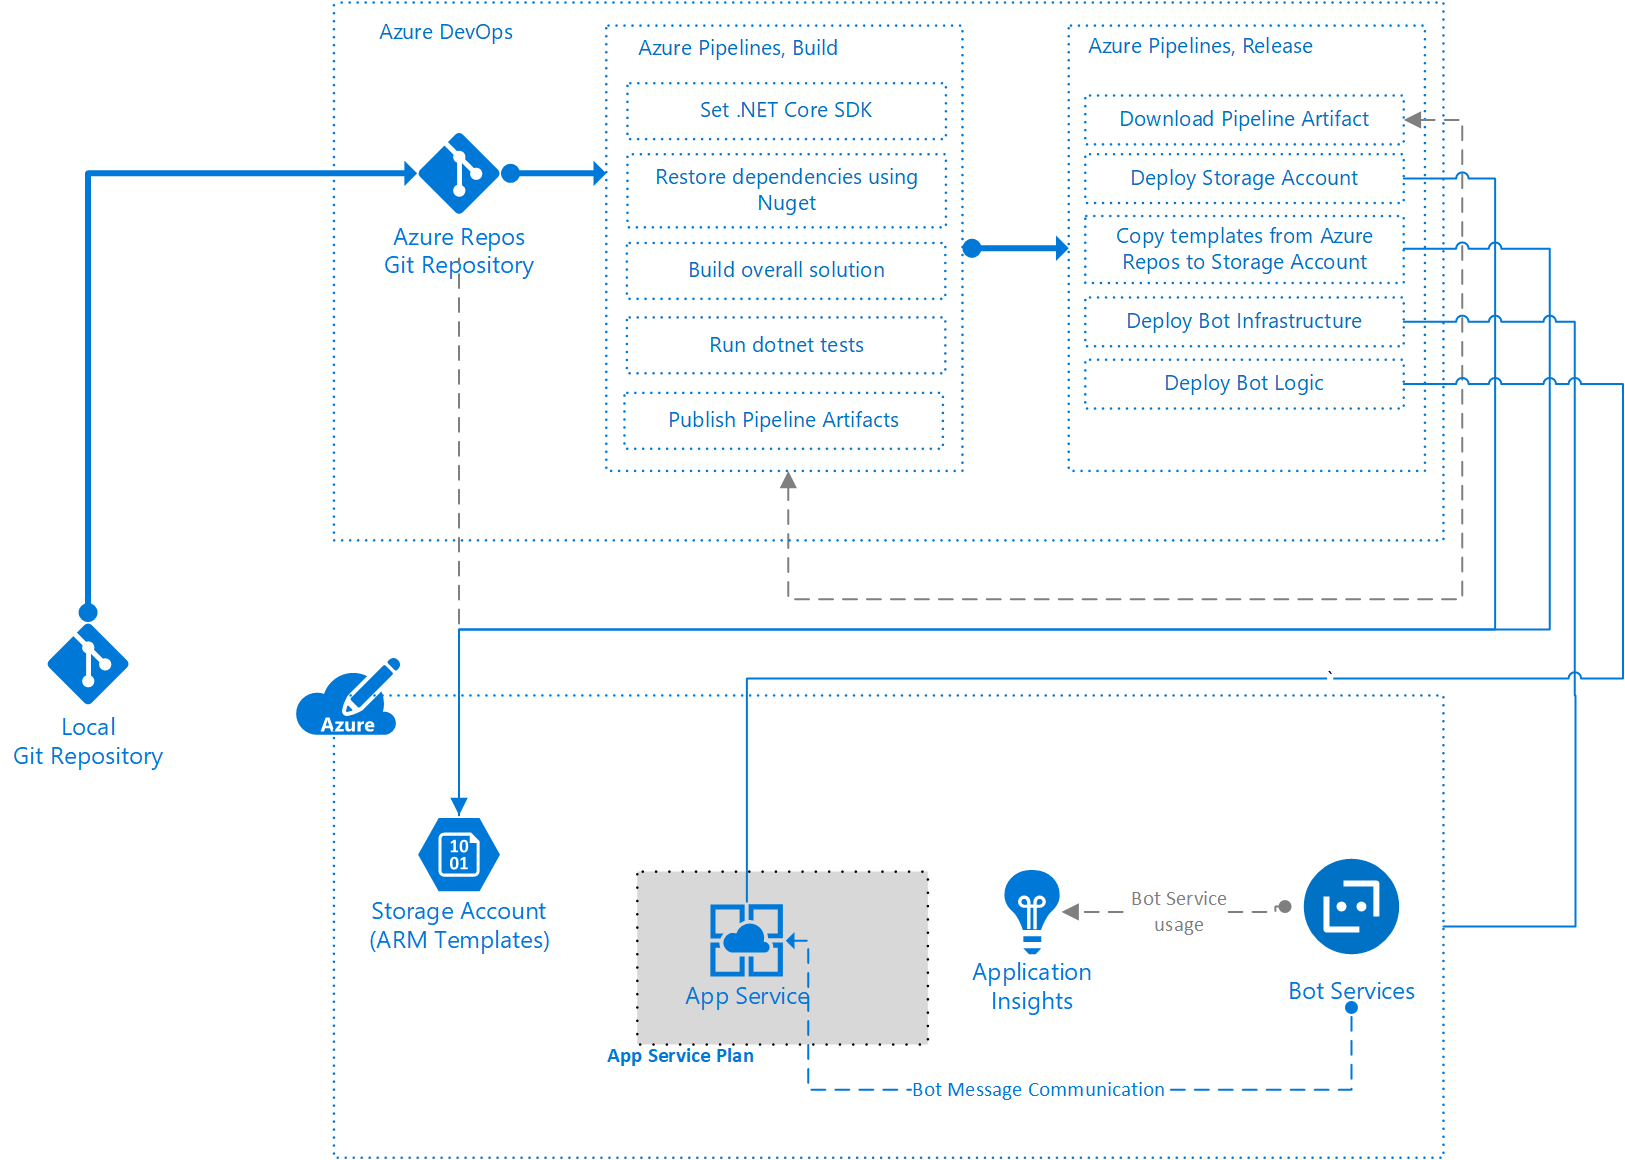 Azure DevOps
Azure Pipelines, Build
Azure Pipelines, Release
Set .NET Core SDK
Restore dependencies using
Nuget
Build overall solution
Run dotnet tests
Publish Pipeline Artifacts
Download Pipeline Artifact
Deploy Storage Account
Copy templates from Azure
Repos to Storage Account
Deploy Bot Infrastructure
Deploy Bot Logic
Azure Repos
Git Repository
Local
Git Repository
Azure
`
10
01
Storage Account
(ARM Templates)
App Service
App Service Plan
Application
Insights
Bot Service
usage
Bot Services
Bot Message Communication